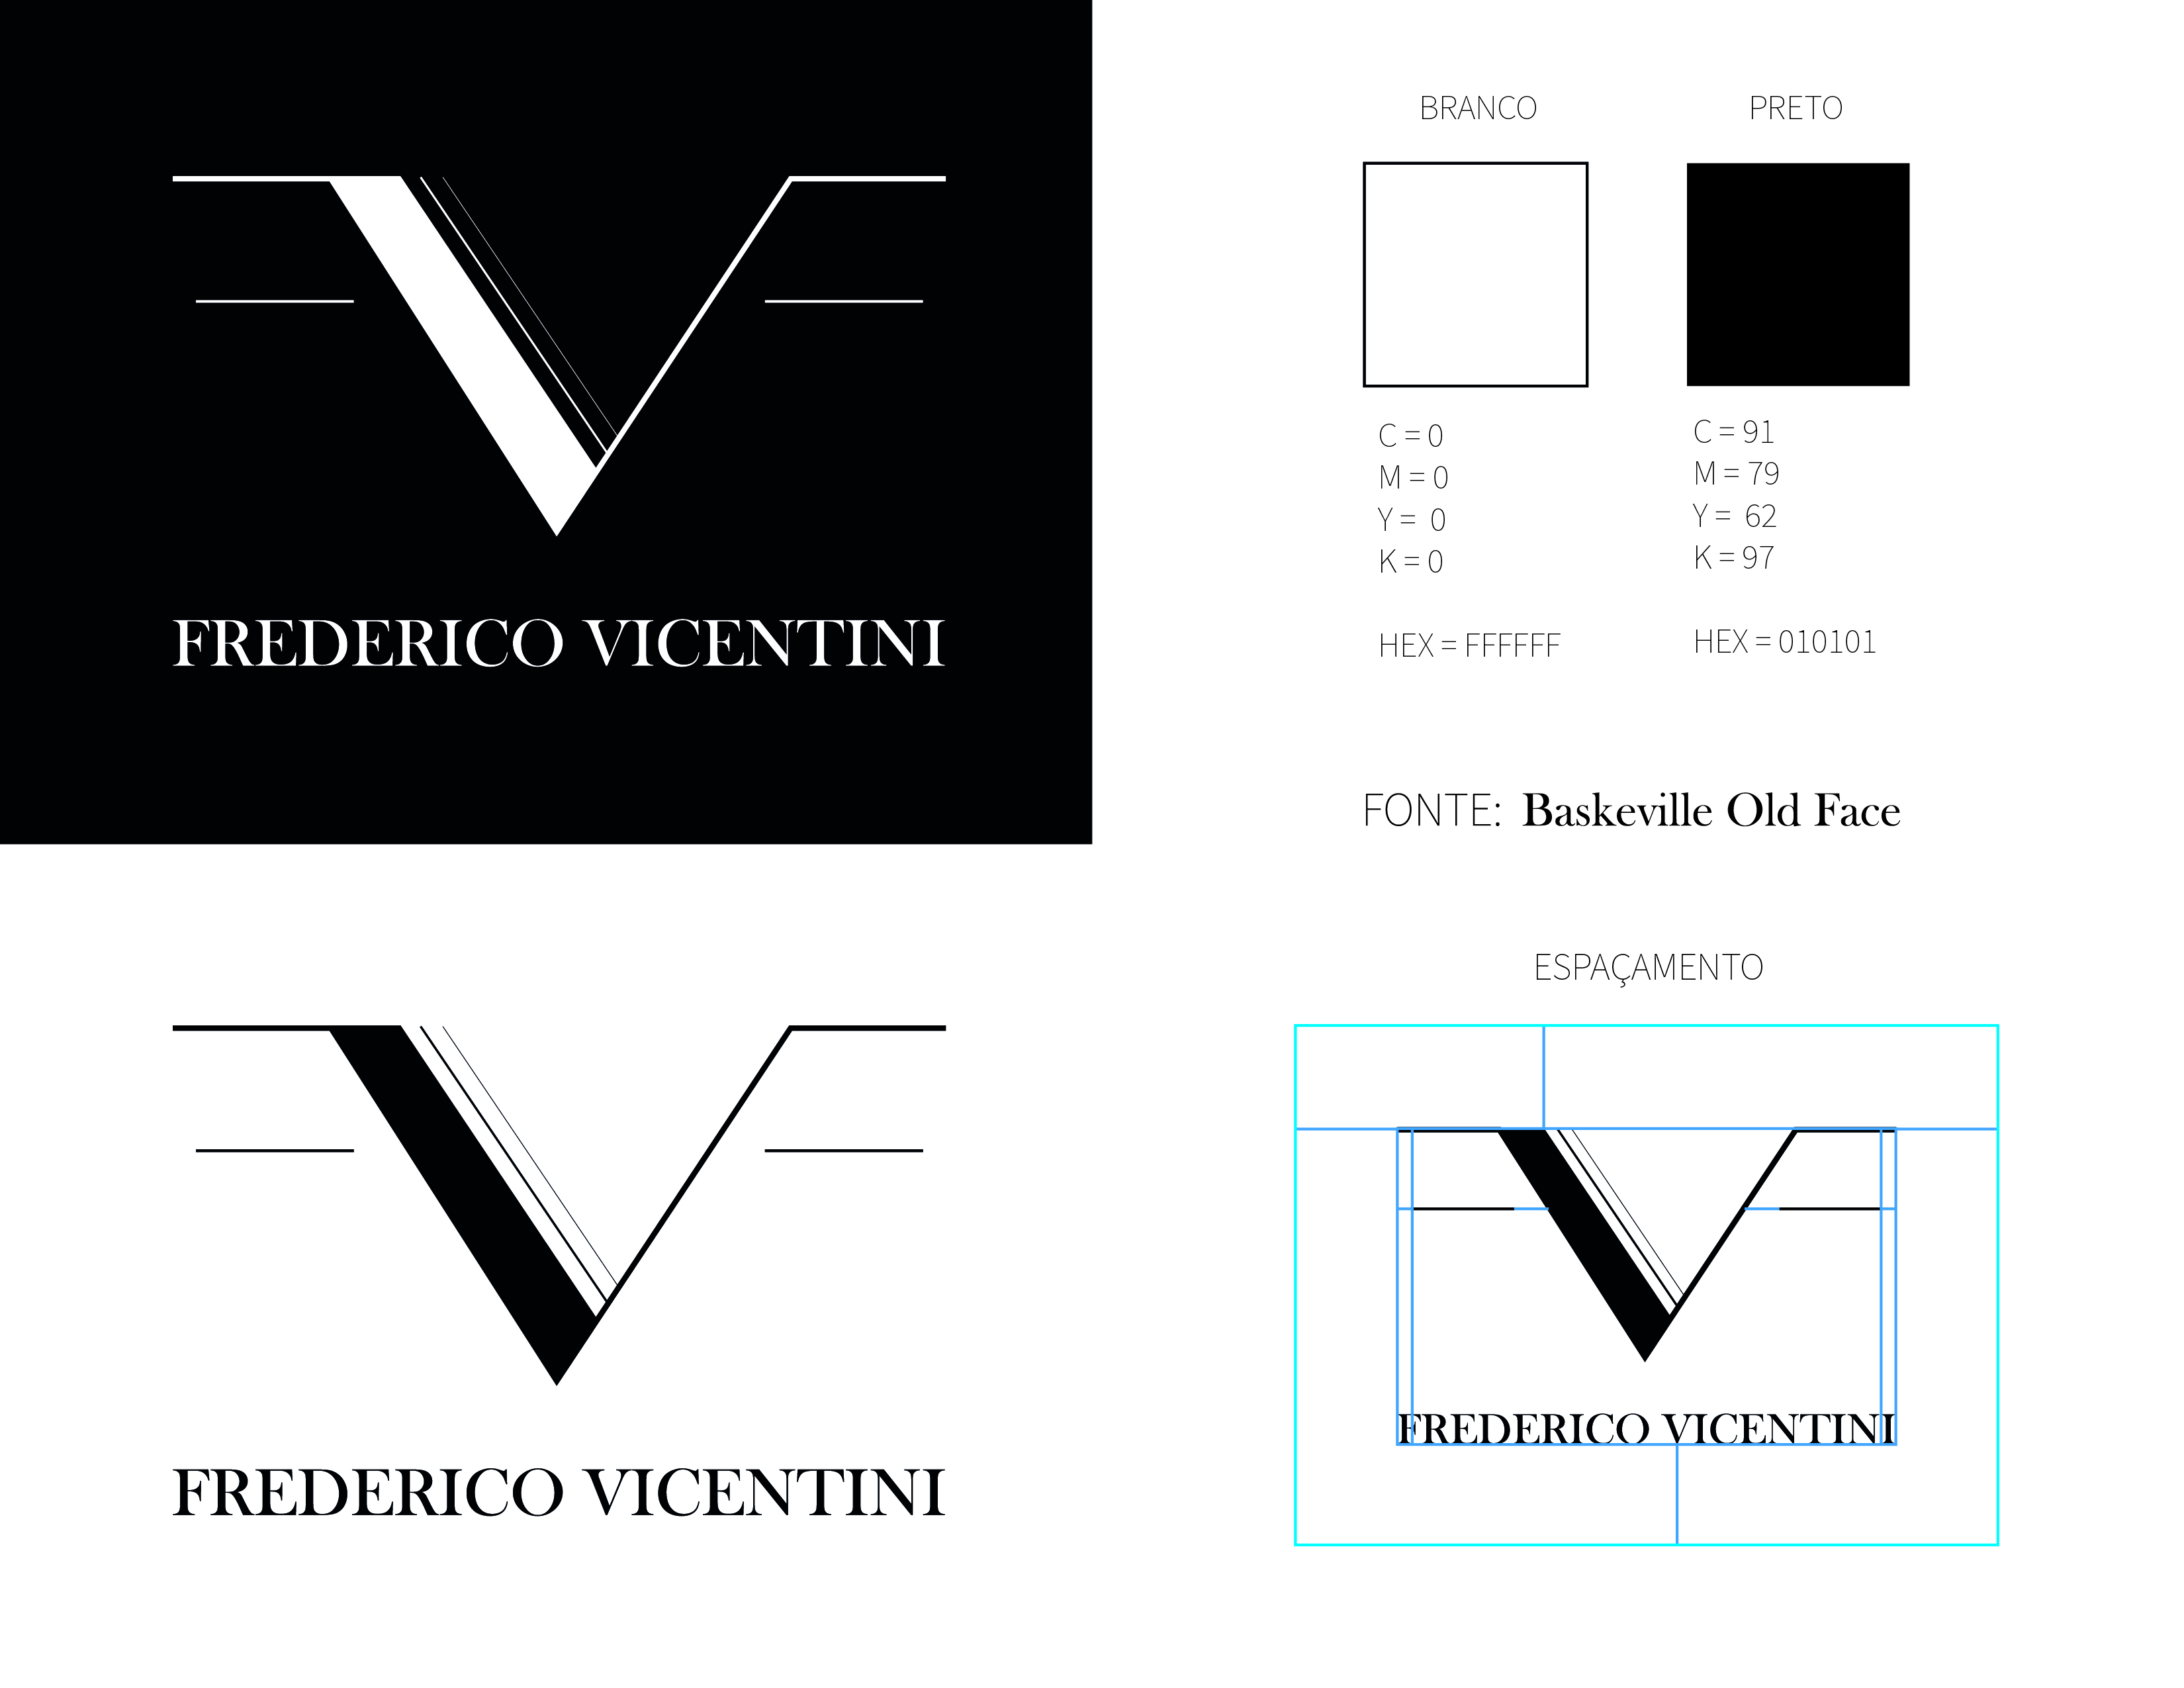 FREDERICO VICENTINI
BRANCO
PRETO
C = 0
M = 0
Y = 0
K = 0
HEX = FFFFFF
C = 91
M = 79
Y = 62
K = 97
HEX = 010101
FONTE: Baskeville Old Face
FREDERICO VICENTINI
ESPAÇAMENTO
FREDERICO VICENTINI